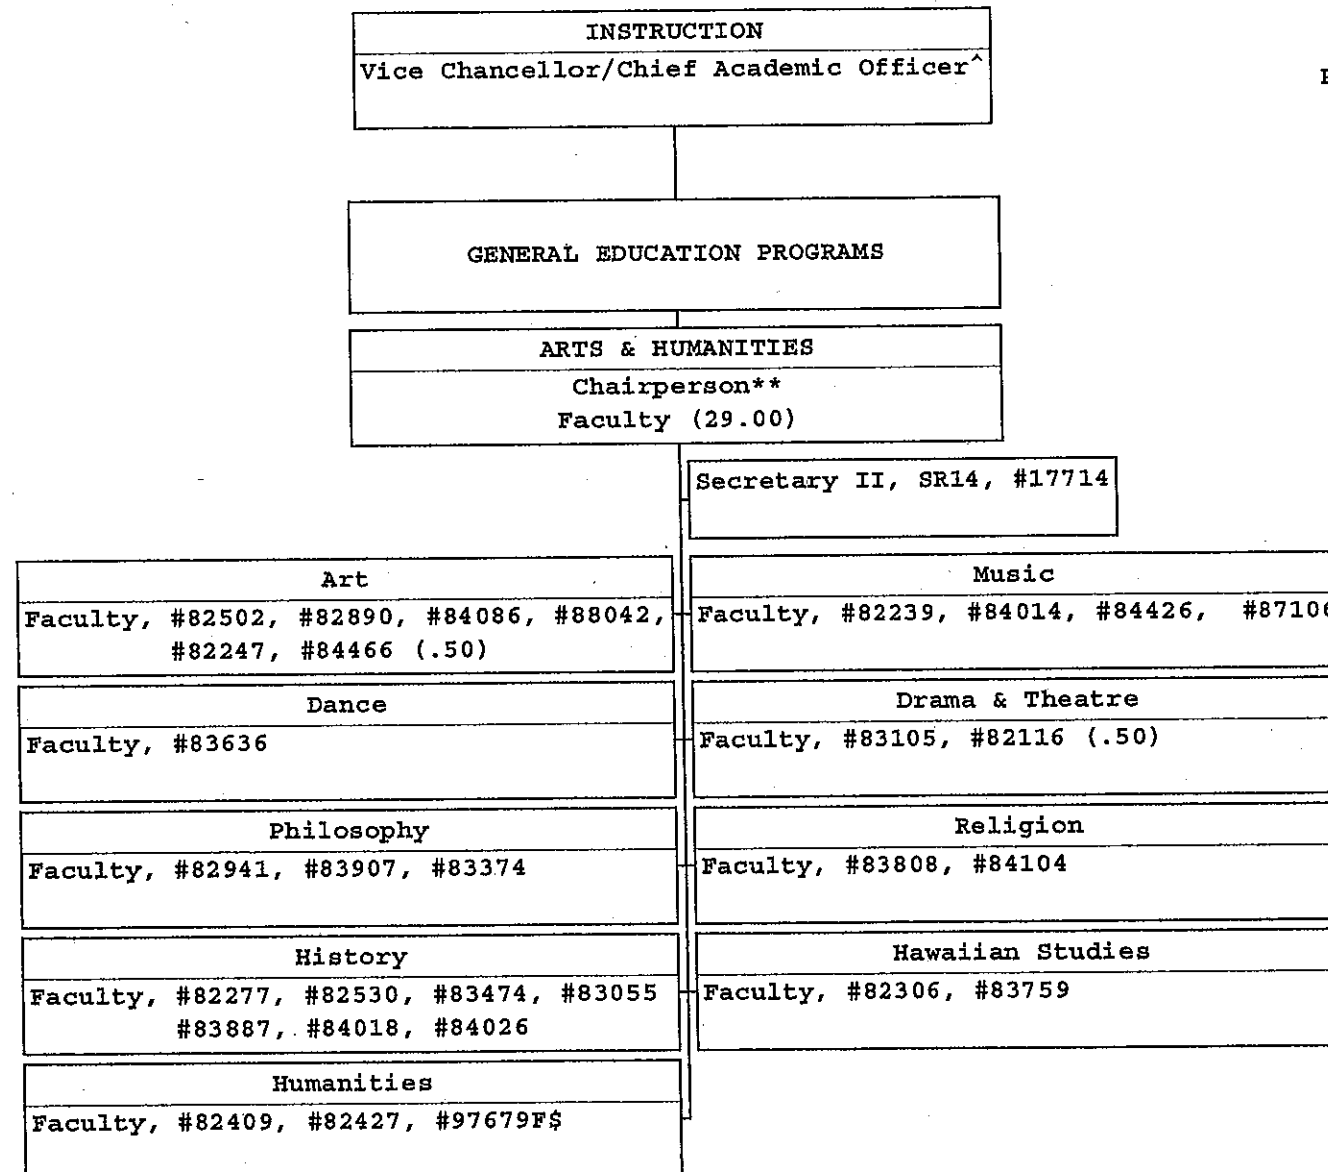 INSTRUCTION
Vice Chancellor/Chief Academic Officer^
GENERAL EDUCATION PROGRAMS
ARTS & HUMANITIES
Chairperson**
Faculty (29.00)
Secretary II, SR14, #17714
Art
Faculty, #82502, #82890, #84086, #88042,
#82247, #84466 (.50)
Music
Faculty, #82239, #84014, #84426, #87106
Dance
Faculty, #83636
Drama & Theatre
Faculty, #83105, #82116 (.50)
Philosophy
Faculty, #82941, #83907, #83374
Religion
Faculty, #83808, #84104
History
Faculty, #82277, #82530, #83474, #83055
#83887, #84018, #84026
Hawaiian Studies
Faculty, #82306, #83759
Humanities
Faculty, #82409, #82427, #97679F$